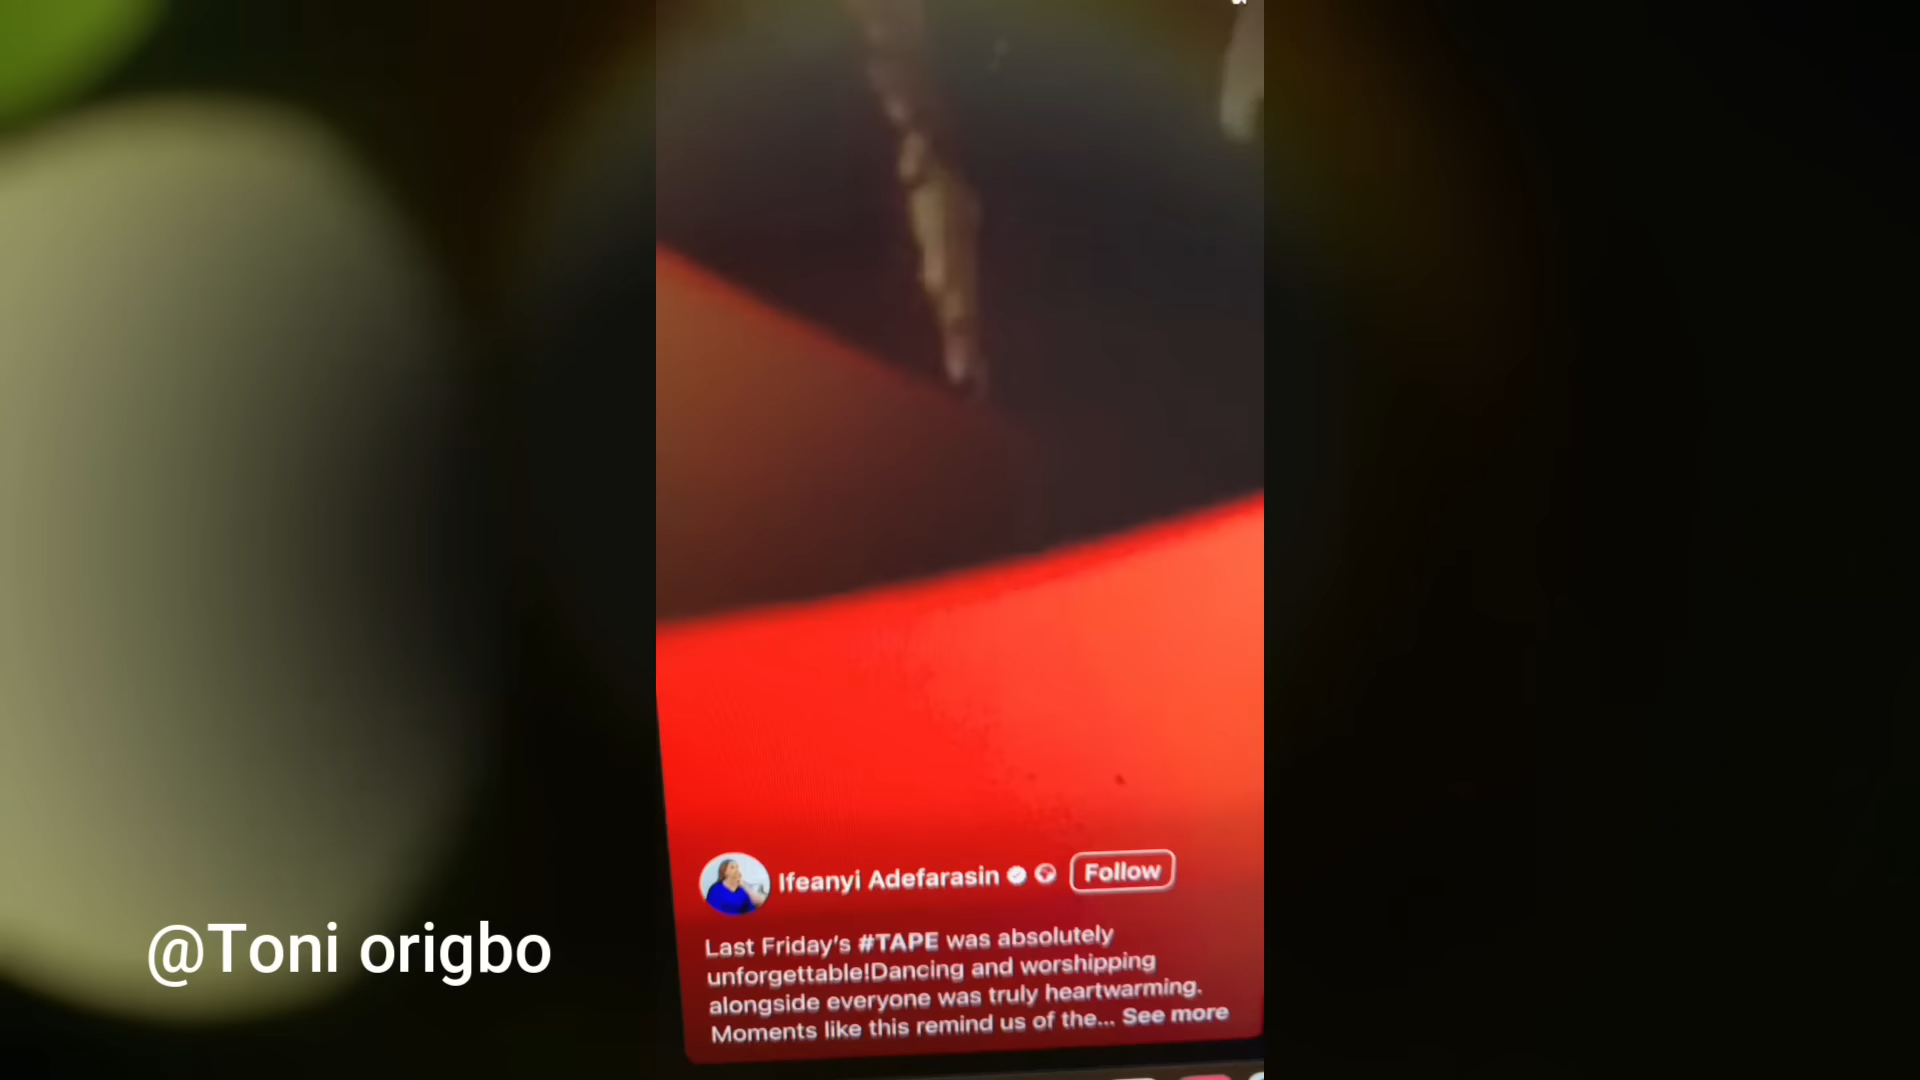 Ifeanyi Adefarasin Follow
Last Friday's #TAPE was absolutely
unforgettable!Dancing and worshipping
alongside everyone was truly heartwarming.
Moments like this remind us of the... See more
@Toni origbo